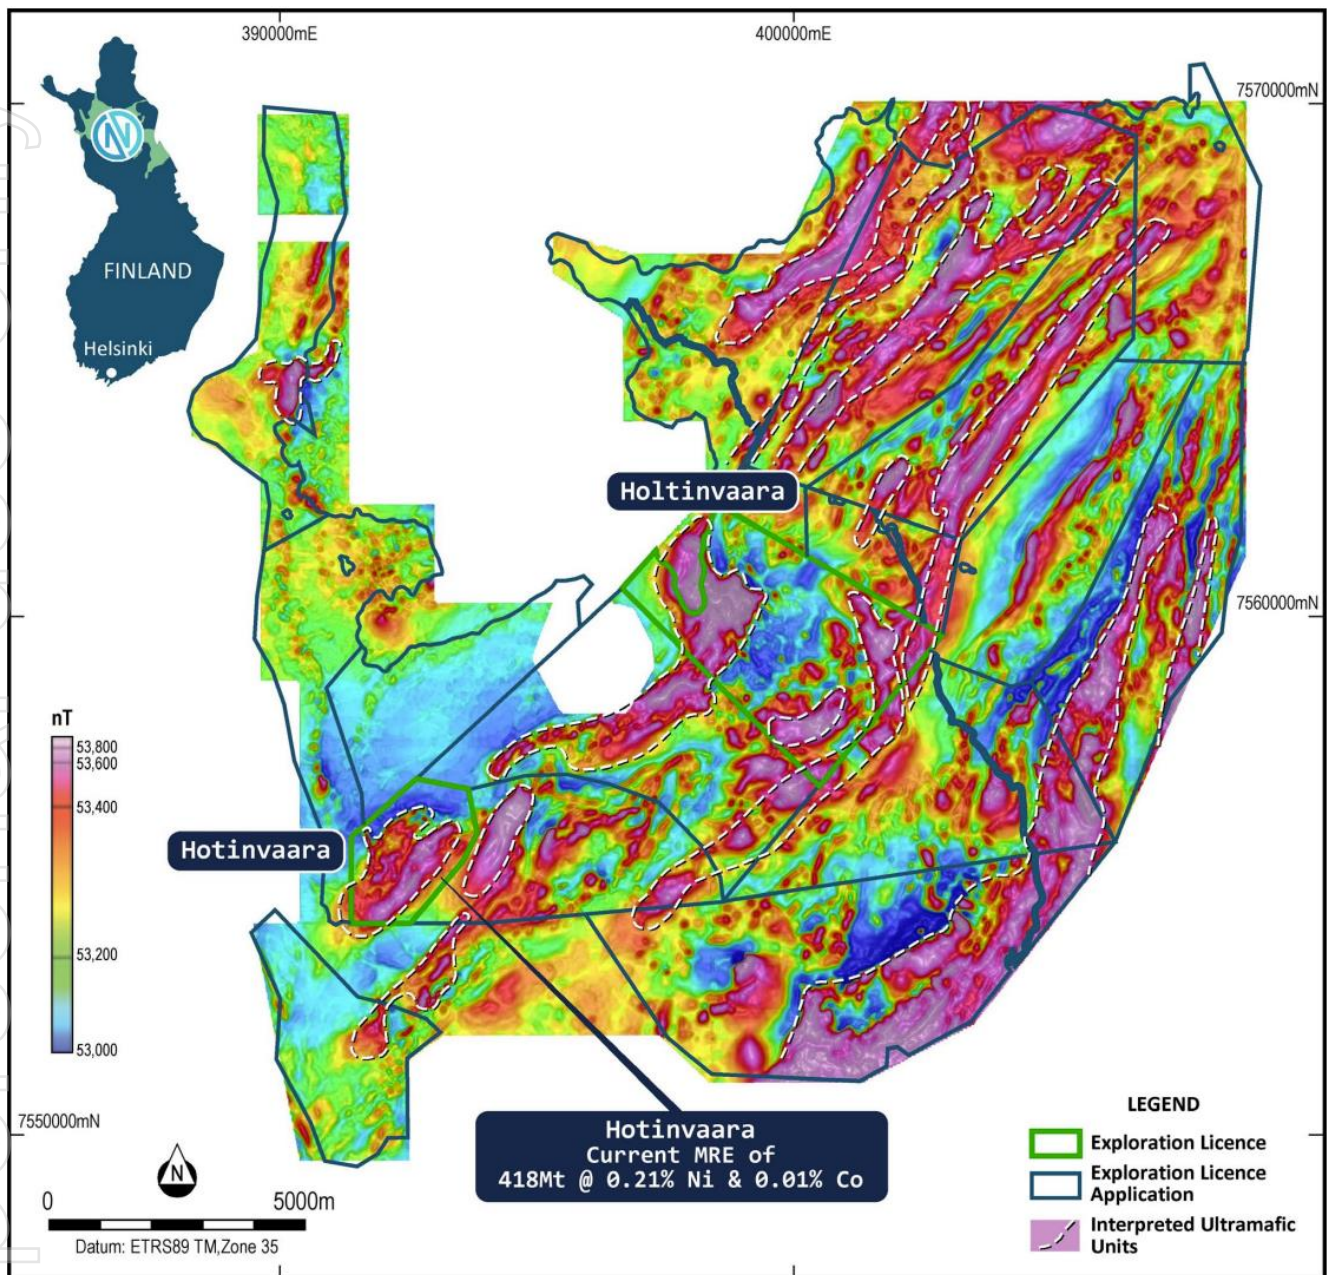 390000mE
400000mE
7570000mN
N
FINLAND
Helsinki
Holtinvaara
7560000mN
nT
53,800
53,600
53,400
53,200
53,000
Hotinvaara
7550000mN
Hotinvaara
Current MRE of
418Mt @ 0.21% Ni & 0.01% Co
N
0
5000m
Datum: ETRS89 TM,Zone 35
LEGEND
Exploration Licence
Exploration Licence
Application
Interpreted Ultramafic
Units